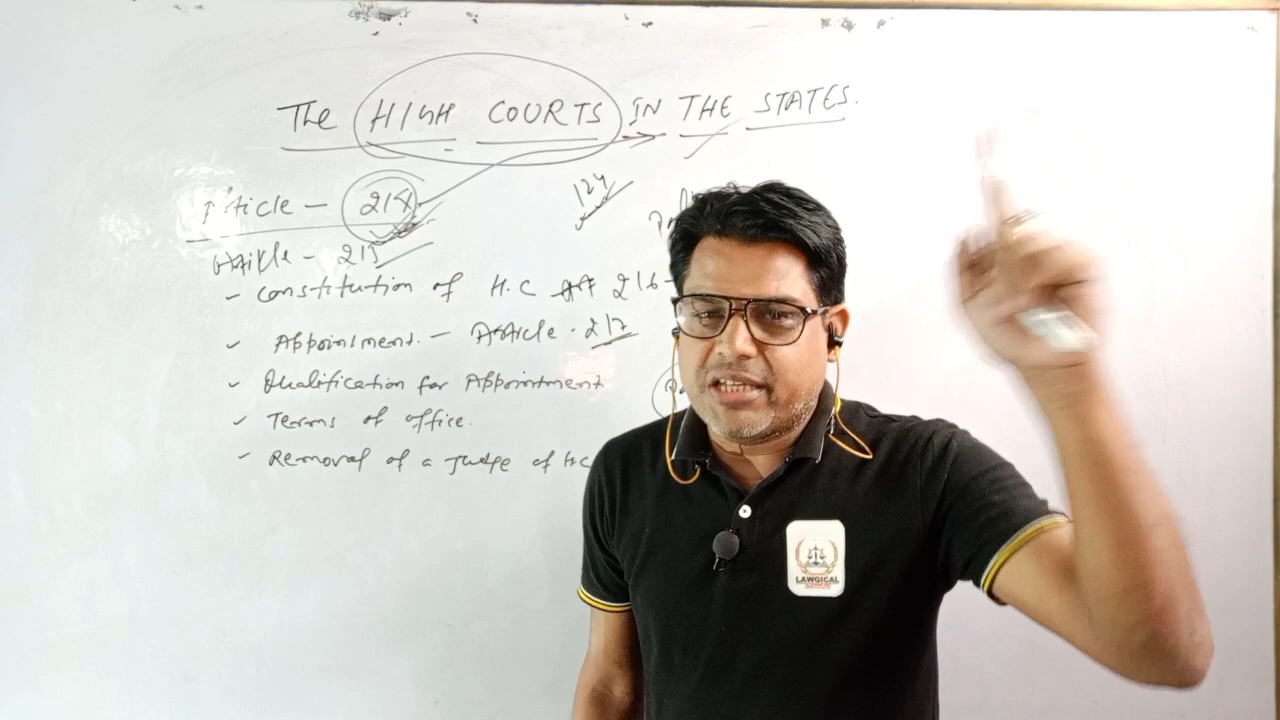 The HIGH COURTS IN THE STATES.
Article - 214
124
Article - 215
- Constitution of H.C Art 216 -
- Appointment. - Article - 217
- Qualification for Appointment
- Terms of office.
- Removal of a Judge of H.C
LAWGICAL